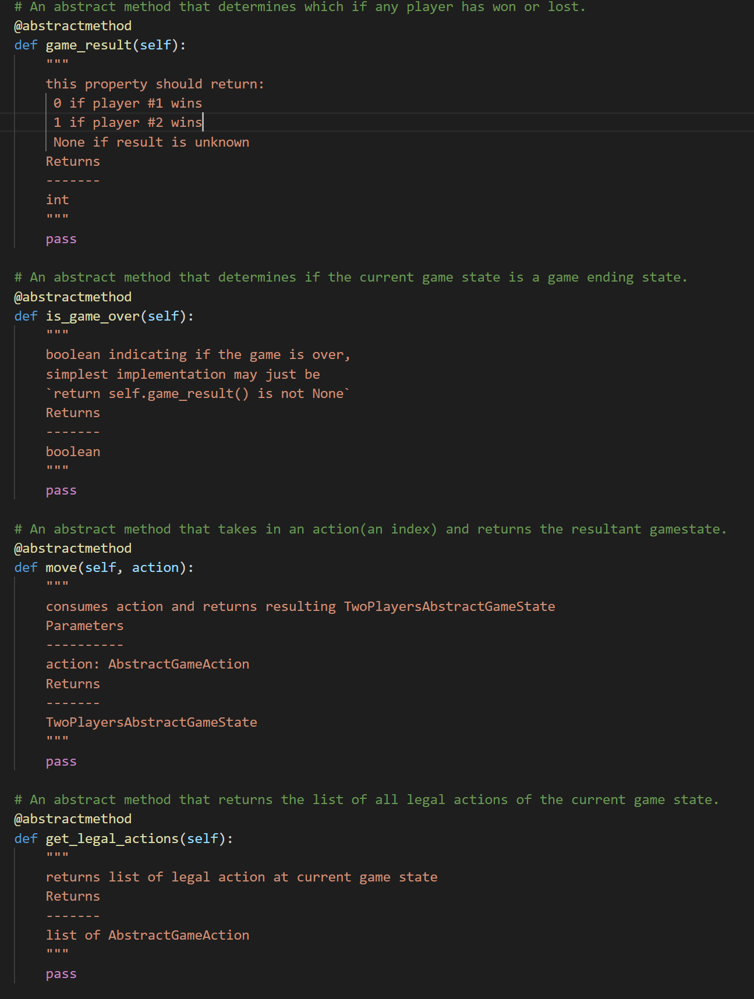 # An abstract method that determines which if any player has won or lost.
@abstractmethod
def game_result(self):
"""
this property should return:
0 if player #1 wins
1 if player #2 wins
None if result is unknown
Returns
-------
int
"""
pass
# An abstract method that determines if the current game state is a game ending state.
@abstractmethod
def is_game_over(self):
"""
boolean indicating if the game is over,
simplest implementation may just be
`return self.game_result() is not None`
Returns
-------
boolean
"""
pass
# An abstract method that takes in an action(an index) and returns the resultant gamestate.
@abstractmethod
def move(self, action):
"""
consumes action and returns resulting TwoPlayersAbstractGameState
Parameters
----------
action: AbstractGameAction
Returns
-------
TwoPlayersAbstractGameState
"""
pass
# An abstract method that returns the list of all legal actions of the current game state.
@abstractmethod
def get_legal_actions(self):
"""
returns list of legal action at current game state
Returns
-------
list of AbstractGameAction
"""
pass